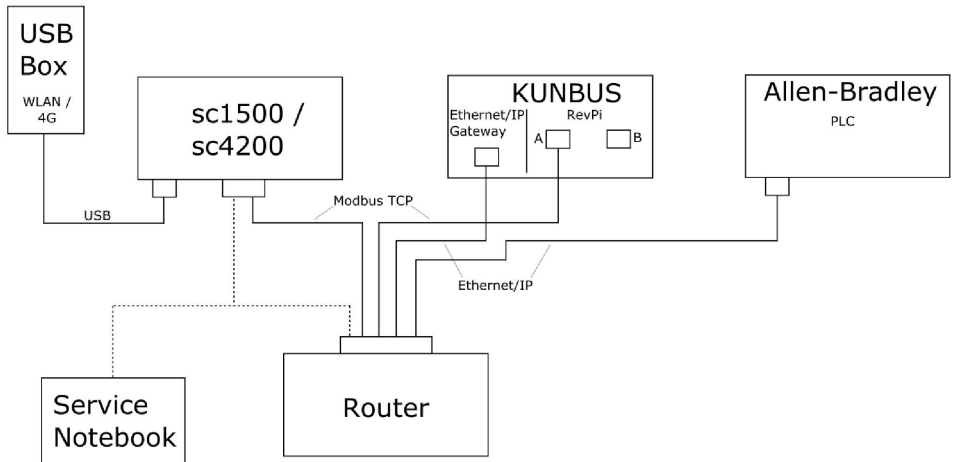 USB
Box
WLAN /
4G
sc1500 /
sc4200
KUNBUS
Ethernet/IP
Gateway
RevPi
A
B
Allen-Bradley
PLC
USB
Modbus TCP
Ethernet/IP
Service
Notebook
Router